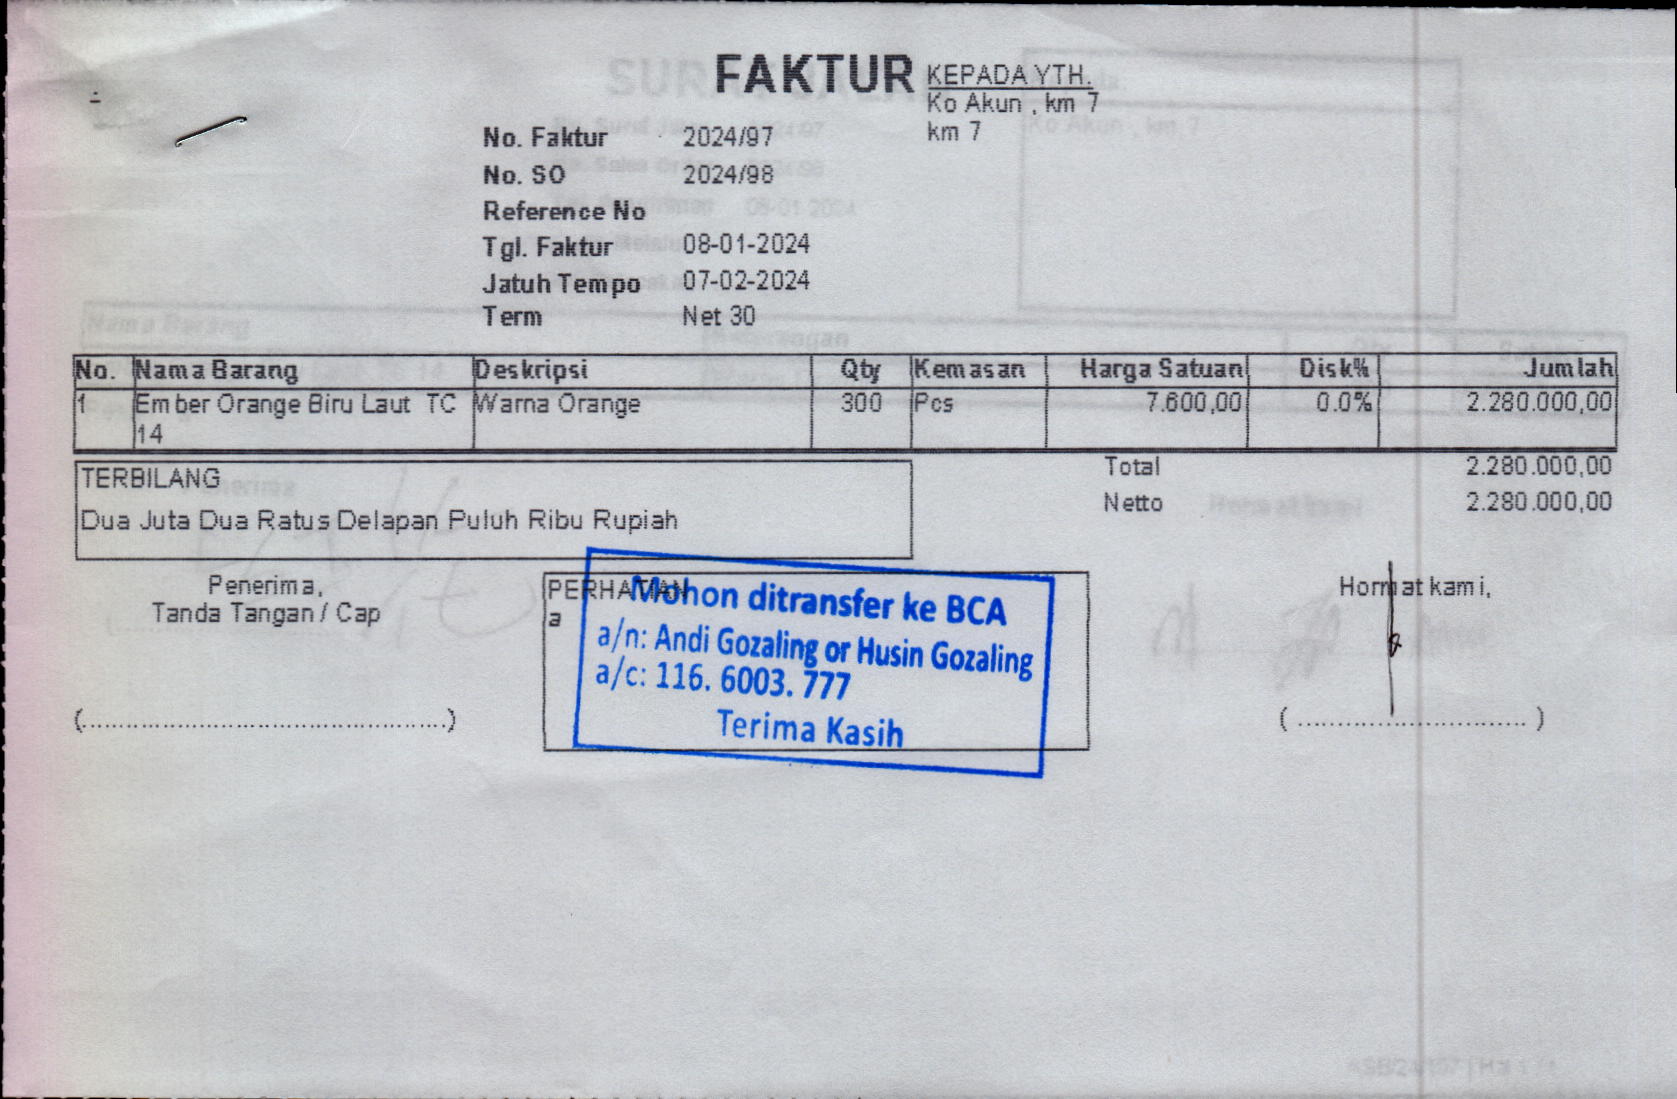 FAKTUR
KEPADA YTH.
Ko Akun , km 7
km 7
No. Faktur 2024/97
No. SO 2024/98
Reference No
Tgl. Faktur 08-01-2024
Jatuh Tempo 07-02-2024
Term Net 30
No. Nama Barang Deskripsi Qty Kemasan Harga Satuan Disk% Jumlah
1 Ember Orange Biru Laut TC Warna Orange 300 Pcs 7.600,00 0.0% 2.280.000,00
14
Total 2.280.000,00
Netto 2.280.000,00
TERBILANG
Dua Juta Dua Ratus Delapan Puluh Ribu Rupiah
Penerima,
Tanda Tangan / Cap
(...............................................)
PERHATIAN
a
Mohon ditransfer ke BCA
a/n: Andi Gozaling or Husin Gozaling
a/c: 116. 6003. 777
Terima Kasih
Hormat kami,
(.............................)